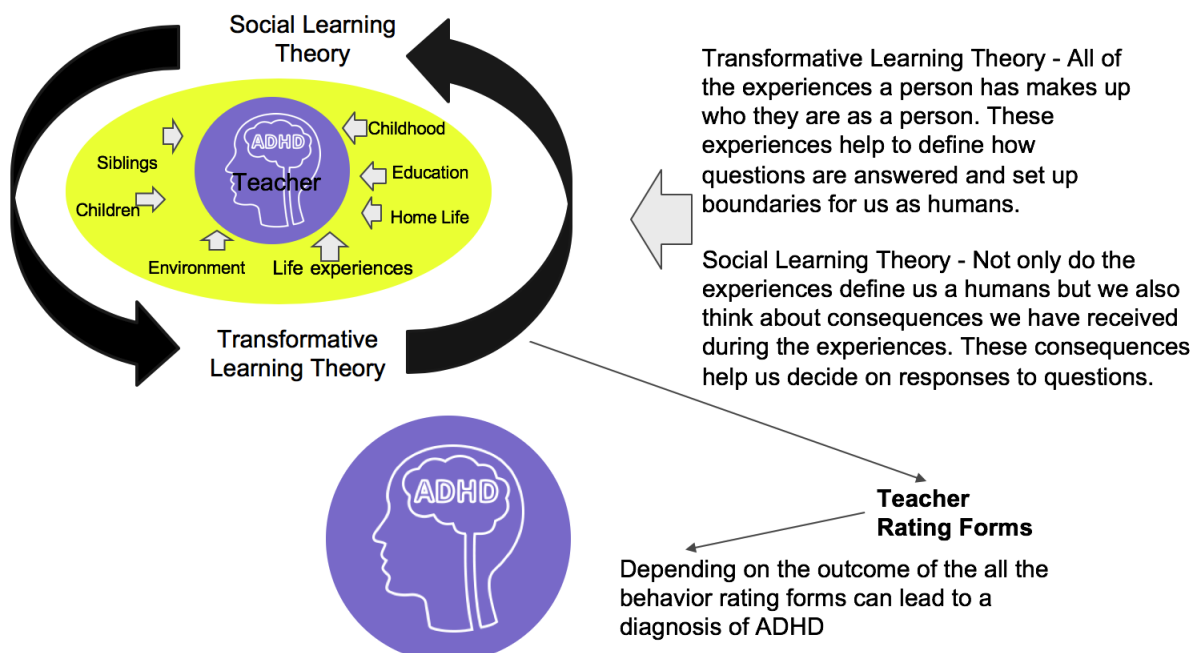 Social Learning
Theory
ADHD
Teacher
Childhood
Siblings
Education
Children
Home Life
Environment
Life experiences
Transformative
Learning Theory
Transformative Learning Theory - All of
the experiences a person has makes up
who they are as a person. These
experiences help to define how
questions are answered and set up
boundaries for us as humans.
Social Learning Theory - Not only do the
experiences define us a humans but we also
think about consequences we have received
during the experiences. These consequences
help us decide on responses to questions.
ADHD
Teacher
Rating Forms
Depending on the outcome of the all the
behavior rating forms can lead to a
diagnosis of ADHD